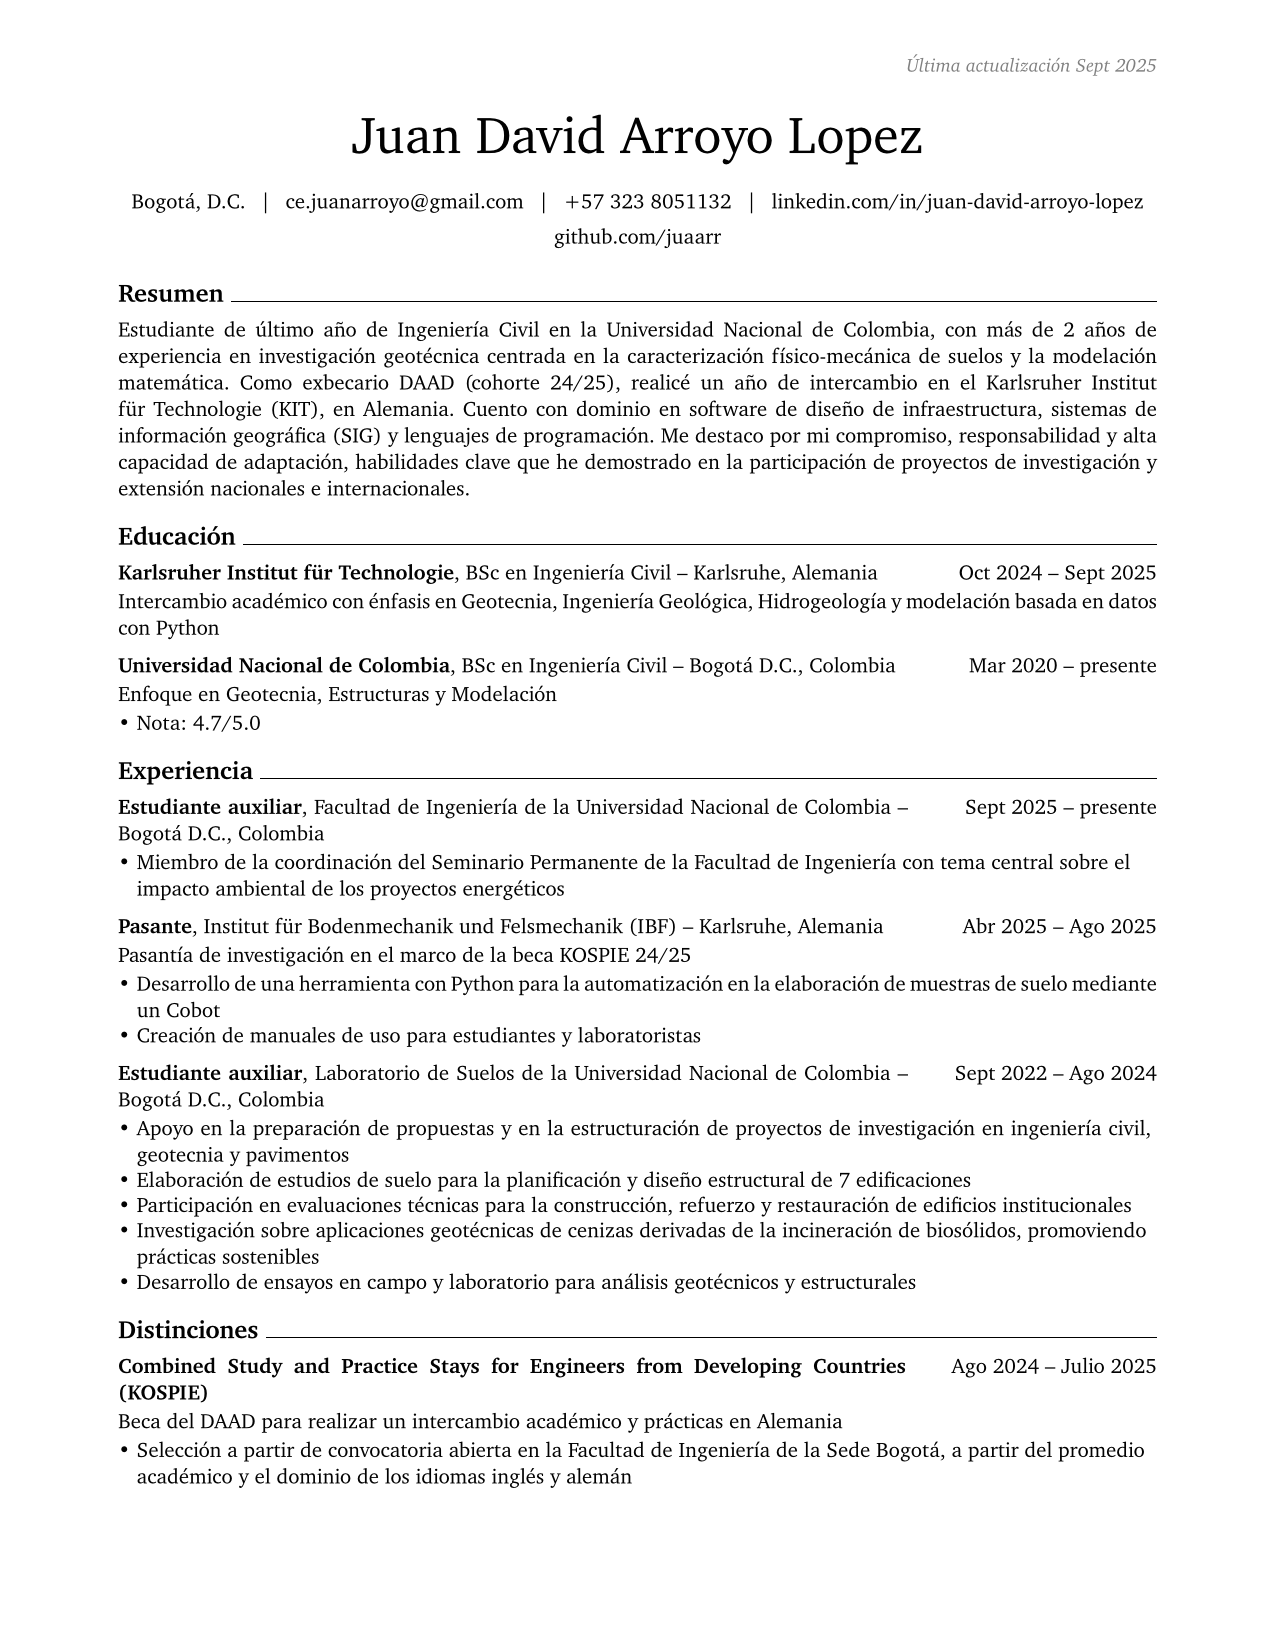 Última actualización Sept 2025
Juan David Arroyo Lopez
Bogotá, D.C. | ce.juanarroyo@gmail.com | +57 323 8051132 | linkedin.com/in/juan-david-arroyo-lopez
github.com/juaarr
Resumen
Estudiante de último año de Ingeniería Civil en la Universidad Nacional de Colombia, con más de 2 años de
experiencia en investigación geotécnica centrada en la caracterización físico-mecánica de suelos y la modelación
matemática. Como exbecario DAAD (cohorte 24/25), realicé un año de intercambio en el Karlsruher Institut
für Technologie (KIT), en Alemania. Cuento con dominio en software de diseño de infraestructura, sistemas de
información geográfica (SIG) y lenguajes de programación. Me destaco por mi compromiso, responsabilidad y alta
capacidad de adaptación, habilidades clave que he demostrado en la participación de proyectos de investigación y
extensión nacionales e internacionales.
Educación
Karlsruher Institut für Technologie, BSc en Ingeniería Civil – Karlsruhe, Alemania Oct 2024 – Sept 2025
Intercambio académico con énfasis en Geotecnia, Ingeniería Geológica, Hidrogeología y modelación basada en datos
con Python
Universidad Nacional de Colombia, BSc en Ingeniería Civil – Bogotá D.C., Colombia Mar 2020 – presente
Enfoque en Geotecnia, Estructuras y Modelación
• Nota: 4.7/5.0
Experiencia
Estudiante auxiliar, Facultad de Ingeniería de la Universidad Nacional de Colombia – Sept 2025 – presente
Bogotá D.C., Colombia
• Miembro de la coordinación del Seminario Permanente de la Facultad de Ingeniería con tema central sobre el
impacto ambiental de los proyectos energéticos
Pasante, Institut für Bodenmechanik und Felsmechanik (IBF) – Karlsruhe, Alemania Abr 2025 – Ago 2025
Pasantía de investigación en el marco de la beca KOSPIE 24/25
• Desarrollo de una herramienta con Python para la automatización en la elaboración de muestras de suelo mediante
un Cobot
• Creación de manuales de uso para estudiantes y laboratoristas
Estudiante auxiliar, Laboratorio de Suelos de la Universidad Nacional de Colombia – Sept 2022 – Ago 2024
Bogotá D.C., Colombia
• Apoyo en la preparación de propuestas y en la estructuración de proyectos de investigación en ingeniería civil,
geotecnia y pavimentos
• Elaboración de estudios de suelo para la planificación y diseño estructural de 7 edificaciones
• Participación en evaluaciones técnicas para la construcción, refuerzo y restauración de edificios institucionales
• Investigación sobre aplicaciones geotécnicas de cenizas derivadas de la incineración de biosólidos, promoviendo
prácticas sostenibles
• Desarrollo de ensayos en campo y laboratorio para análisis geotécnicos y estructurales
Distinciones
Combined Study and Practice Stays for Engineers from Developing Countries Ago 2024 – Julio 2025
(KOSPIE)
Beca del DAAD para realizar un intercambio académico y prácticas en Alemania
• Selección a partir de convocatoria abierta en la Facultad de Ingeniería de la Sede Bogotá, a partir del promedio
académico y el dominio de los idiomas inglés y alemán